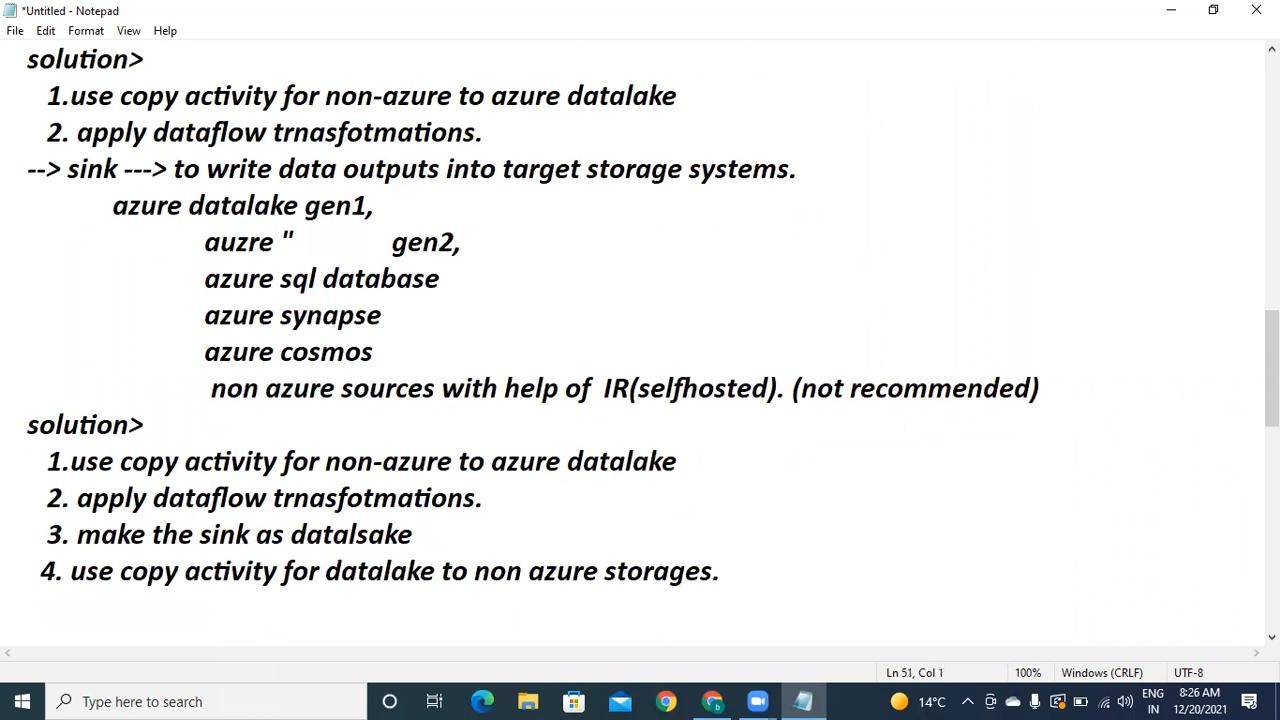 *Untitled - Notepad
File Edit Format View Help
solution>
1.use copy activity for non-azure to azure datalake
2. apply dataflow trnasfotmations.
--> sink ---> to write data outputs into target storage systems.
azure datalake gen1,
auzre " gen2,
azure sql database
azure synapse
azure cosmos
non azure sources with help of IR(selfhosted). (not recommended)
solution>
1.use copy activity for non-azure to azure datalake
2. apply dataflow trnasfotmations.
3. make the sink as datalsake
4. use copy activity for datalake to non azure storages.
Ln 51, Col 1 100% Windows (CRLF) UTF-8
Type here to search 14°C ENG 8:26 AM
IN 12/20/2021